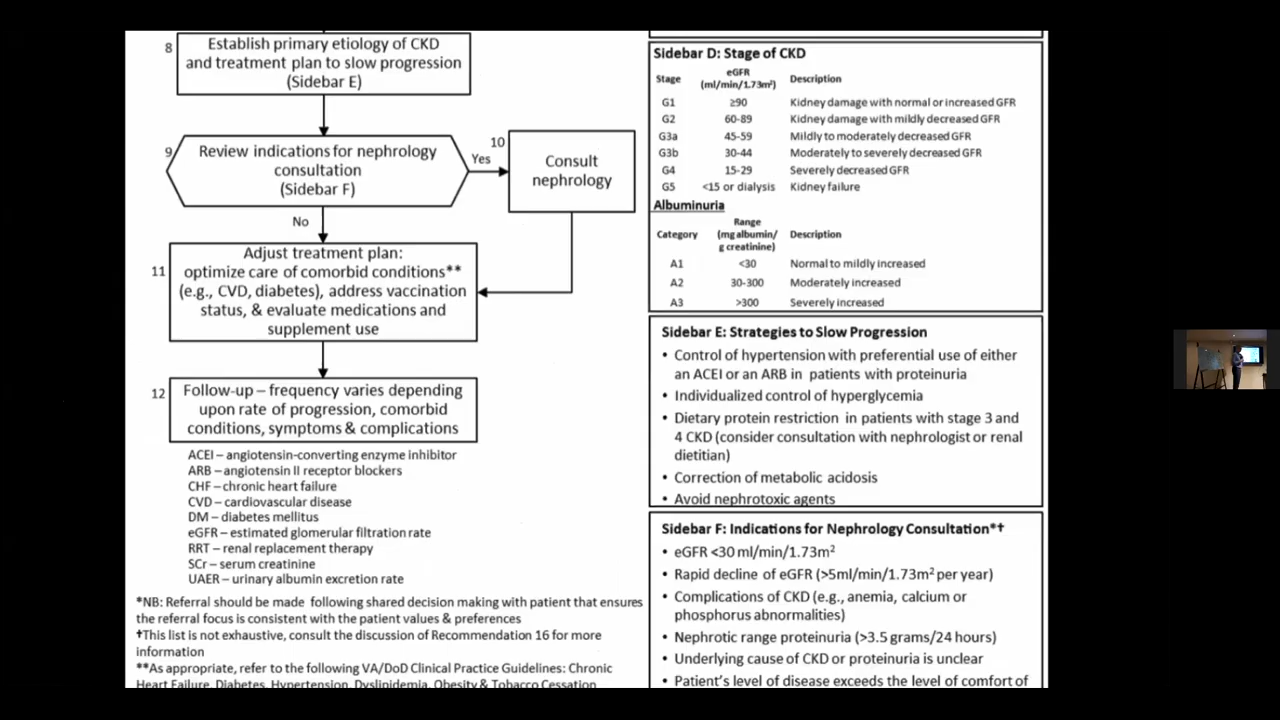 8
Establish primary etiology of CKD
and treatment plan to slow progression
(Sidebar E)
9
Review indications for nephrology
consultation
(Sidebar F)
Yes
10
Consult
nephrology
No
11
Adjust treatment plan:
optimize care of comorbid conditions**
(e.g., CVD, diabetes), address vaccination
status, & evaluate medications and
supplement use
12
Follow-up – frequency varies depending
upon rate of progression, comorbid
conditions, symptoms & complications
ACEI – angiotensin-converting enzyme inhibitor
ARB – angiotensin II receptor blockers
CHF – chronic heart failure
CVD – cardiovascular disease
DM – diabetes mellitus
eGFR – estimated glomerular filtration rate
RRT – renal replacement therapy
SCr – serum creatinine
UAER – urinary albumin excretion rate
*NB: Referral should be made following shared decision making with patient that ensures
the referral focus is consistent with the patient values & preferences
†This list is not exhaustive, consult the discussion of Recommendation 16 for more
information
**As appropriate, refer to the following VA/DoD Clinical Practice Guidelines: Chronic
Heart Failure, Diabetes, Hypertension, Dyslipidemia, Obesity & Tobacco Cessation
Sidebar D: Stage of CKD
Stage eGFR (ml/min/1.73m²) Description
G1 ≥90 Kidney damage with normal or increased GFR
G2 60-89 Kidney damage with mildly decreased GFR
G3a 45-59 Mildly to moderately decreased GFR
G3b 30-44 Moderately to severely decreased GFR
G4 15-29 Severely decreased GFR
G5 <15 or dialysis Kidney failure
Albuminuria
Category Range (mg albumin/ g creatinine) Description
A1 <30 Normal to mildly increased
A2 30-300 Moderately increased
A3 >300 Severely increased
Sidebar E: Strategies to Slow Progression
• Control of hypertension with preferential use of either
an ACEI or an ARB in patients with proteinuria
• Individualized control of hyperglycemia
• Dietary protein restriction in patients with stage 3 and
4 CKD (consider consultation with nephrologist or renal
dietitian)
• Correction of metabolic acidosis
• Avoid nephrotoxic agents
Sidebar F: Indications for Nephrology Consultation*†
• eGFR <30 ml/min/1.73m²
• Rapid decline of eGFR (>5ml/min/1.73m² per year)
• Complications of CKD (e.g., anemia, calcium or
phosphorus abnormalities)
• Nephrotic range proteinuria (>3.5 grams/24 hours)
• Underlying cause of CKD or proteinuria is unclear
• Patient's level of disease exceeds the level of comfort of